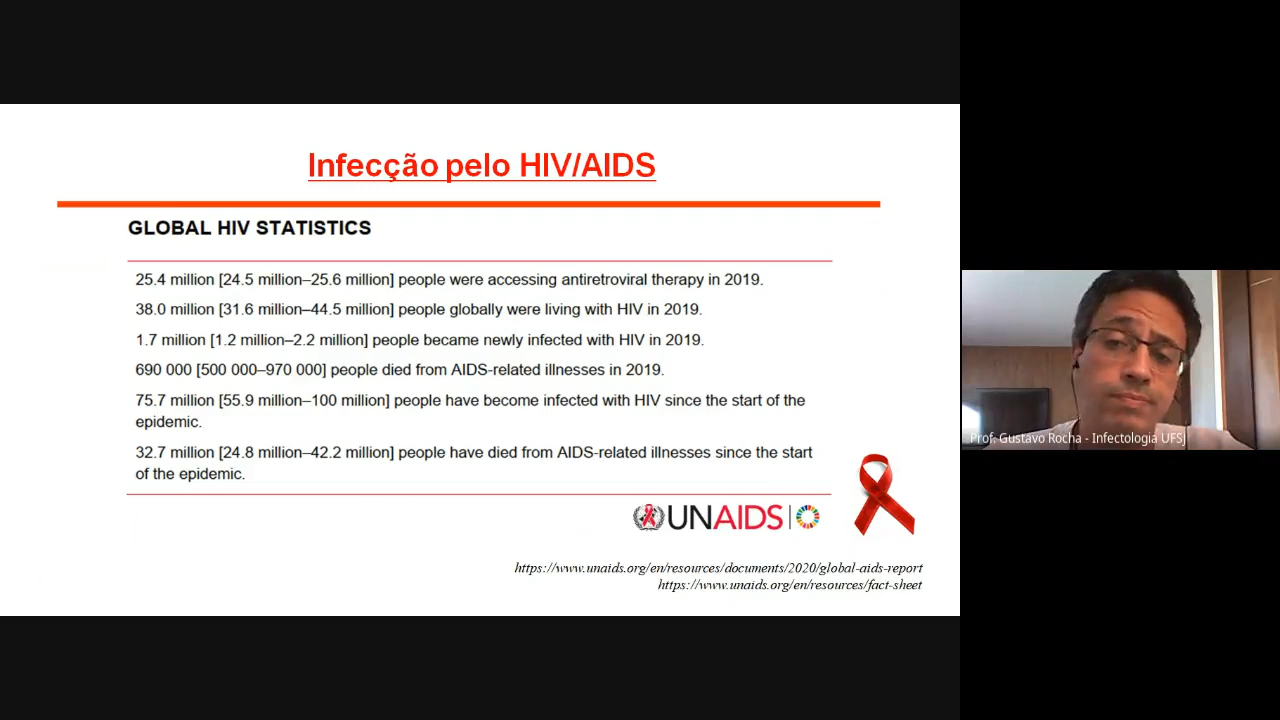 Infecção pelo HIV/AIDS
GLOBAL HIV STATISTICS
25.4 million [24.5 million–25.6 million] people were accessing antiretroviral therapy in 2019.
38.0 million [31.6 million–44.5 million] people globally were living with HIV in 2019.
1.7 million [1.2 million–2.2 million] people became newly infected with HIV in 2019.
690 000 [500 000–970 000] people died from AIDS-related illnesses in 2019.
75.7 million [55.9 million–100 million] people have become infected with HIV since the start of the
epidemic.
32.7 million [24.8 million–42.2 million] people have died from AIDS-related illnesses since the start
of the epidemic.
UNAIDS
https://www.unaids.org/en/resources/documents/2020/global-aids-report
https://www.unaids.org/en/resources/fact-sheet
Prof. Gustavo Rocha - Infectologia UFSJ